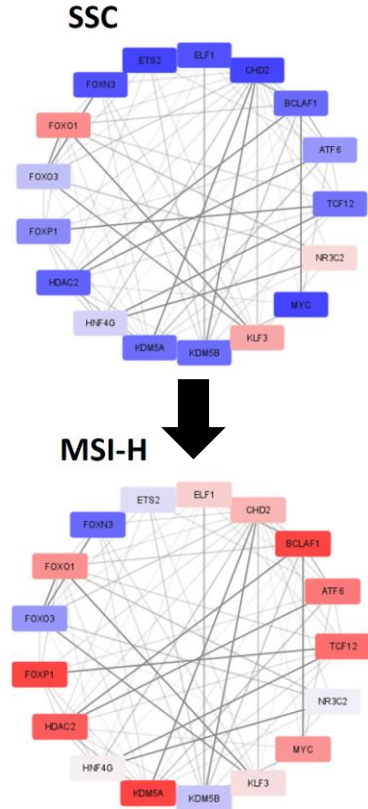 SSC
ETS2
ELF1
CHD2
FOXN3
BCLAF1
FOXO1
ATF6
FOXO3
TCF12
FOXP1
NR3C2
HDAC2
MYC
HNF4G
KLF3
KDM5A
KDM5B
MSI-H
ETS2
ELF1
CHD2
FOXN3
BCLAF1
FOXO1
ATF6
FOXO3
TCF12
FOXP1
NR3C2
HDAC2
MYC
HNF4G
KLF3
KDM5A
KDM5B